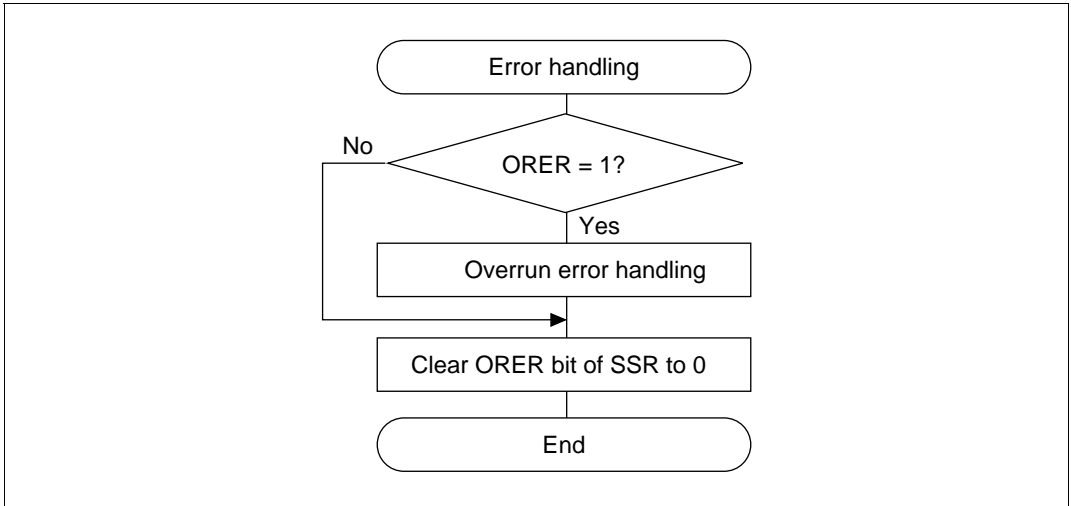 Error handling
No
ORER = 1?
Yes
Overrun error handling
Clear ORER bit of SSR to 0
End